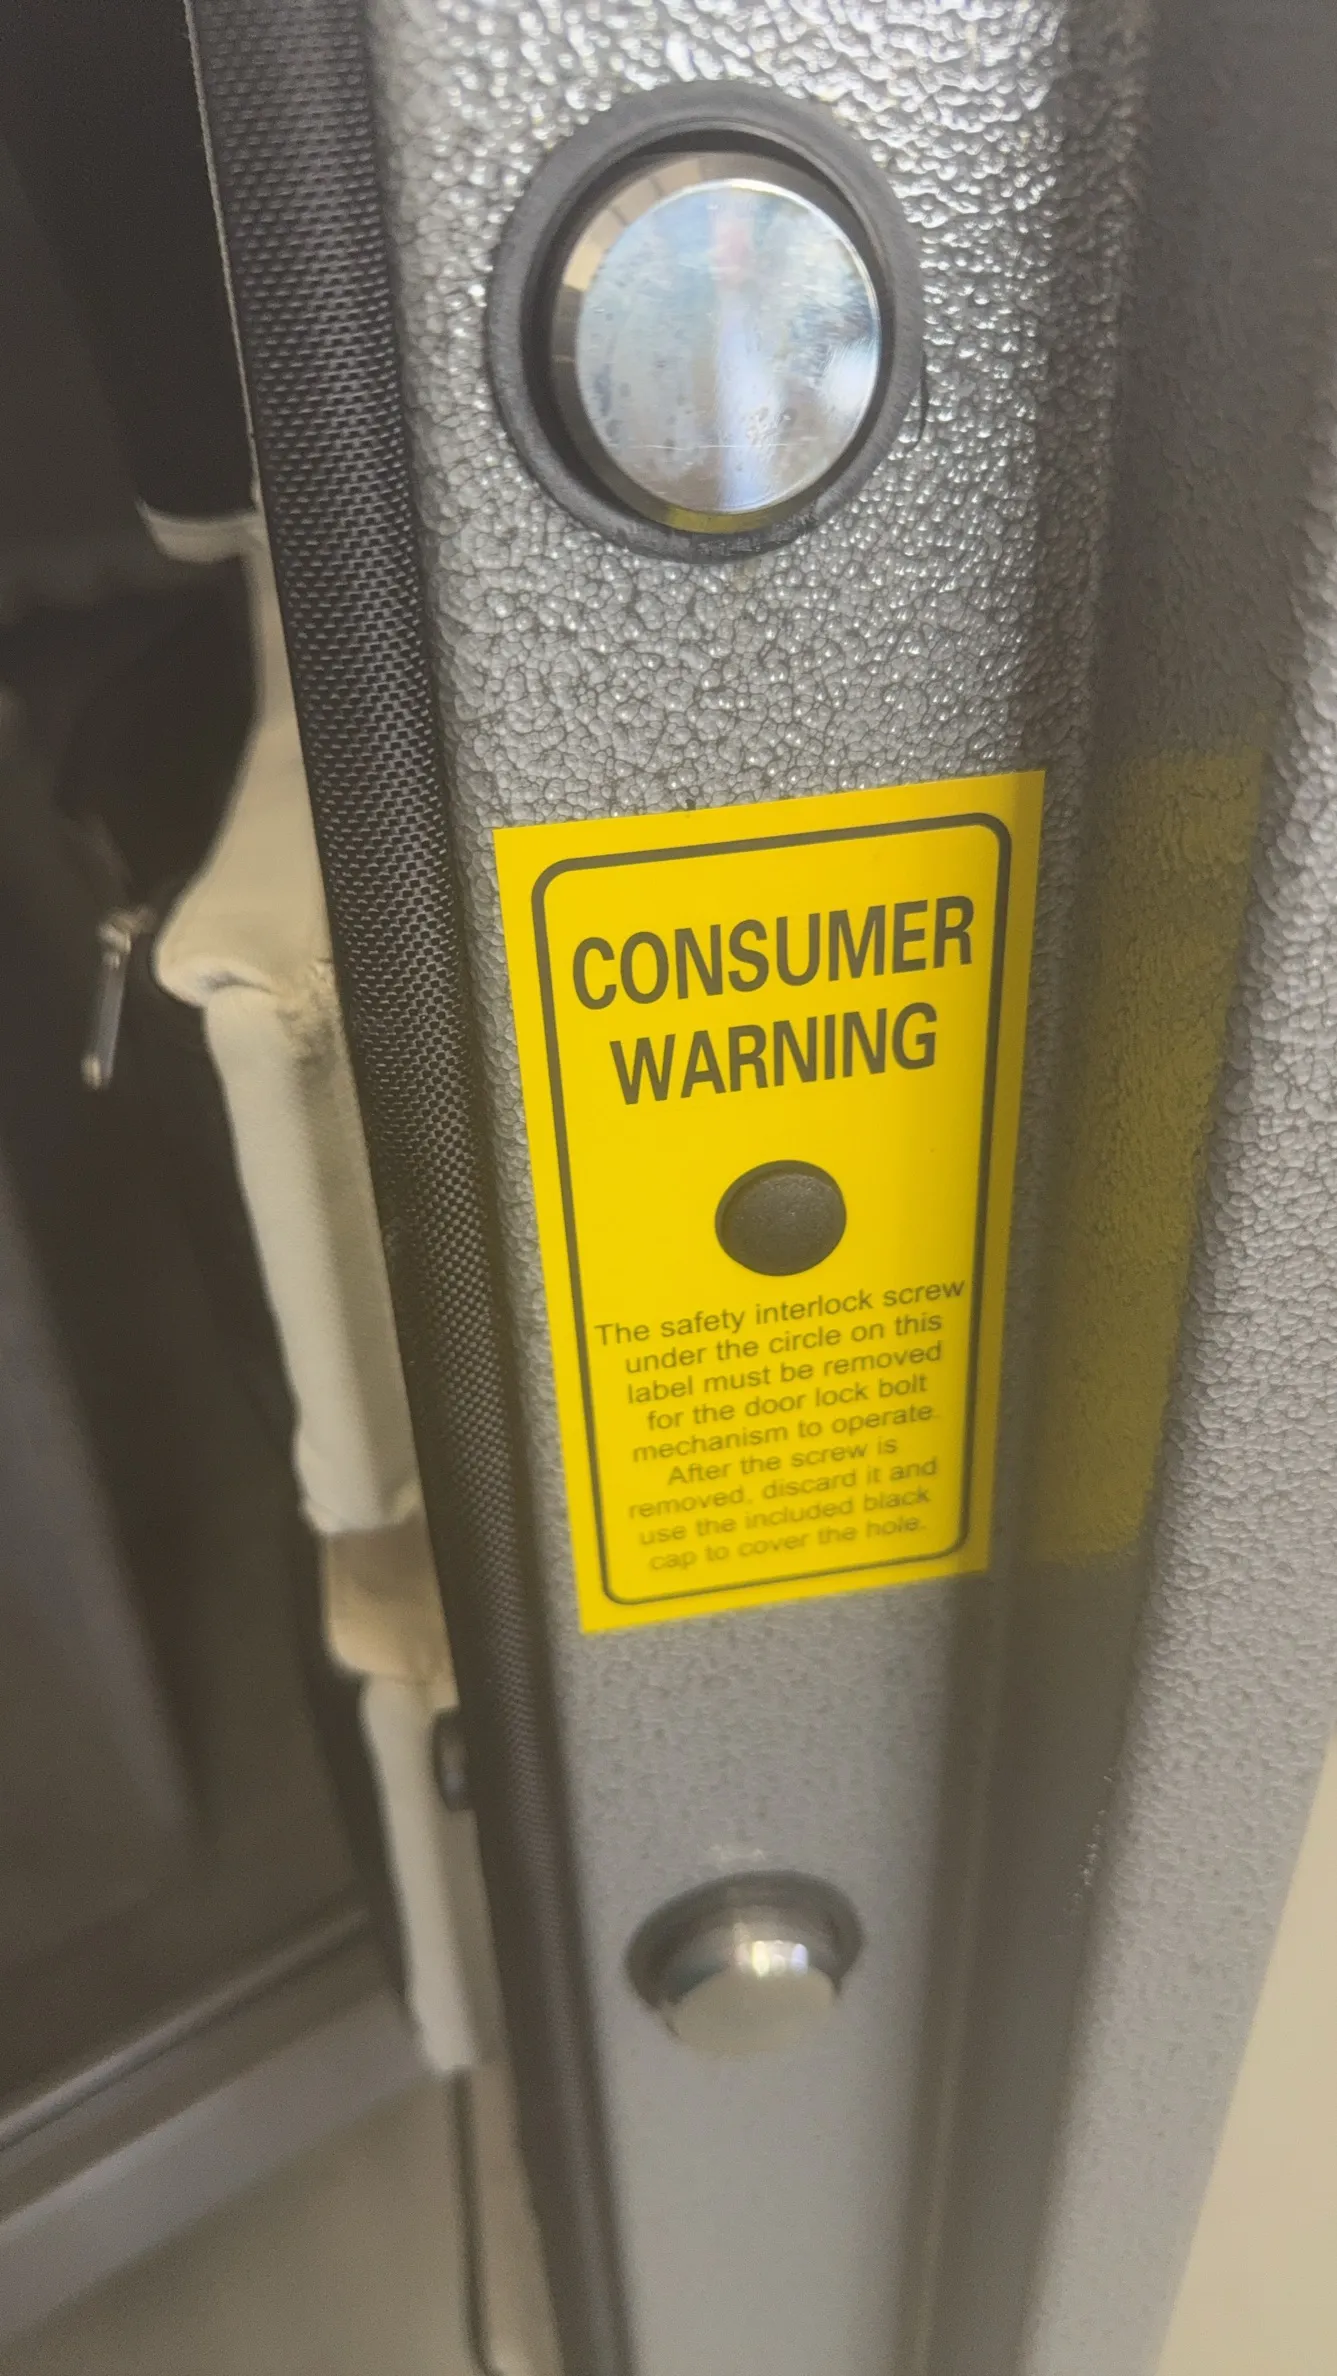 CONSUMER
WARNING
The safety interlock screw
under the circle on this
label must be removed
for the door lock bolt
mechanism to operate.
After the screw is
removed, discard it and
use the included black
cap to cover the hole.